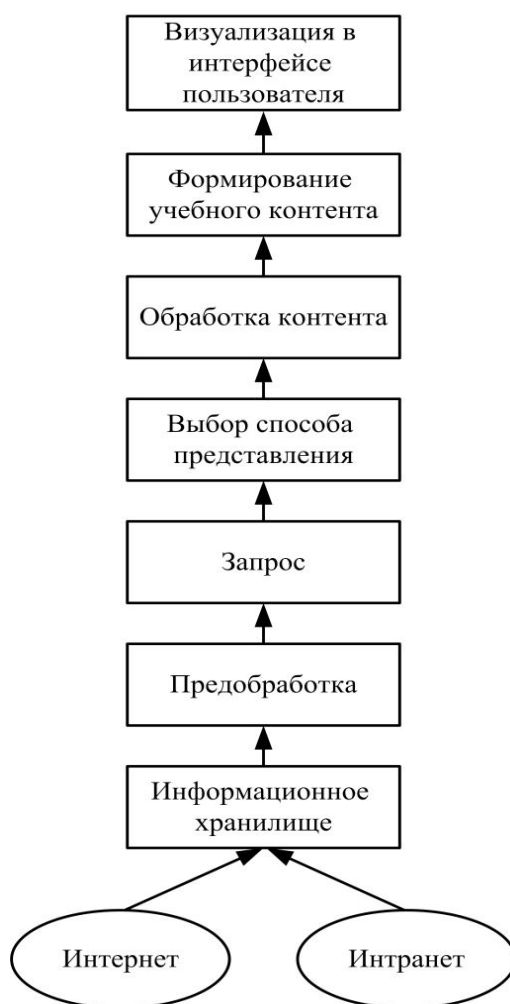 Визуализация в
интерфейсе
пользователя
Формирование
учебного контента
Обработка контента
Выбор способа
представления
Запрос
Предобработка
Информационное
хранилище
Интернет
Интранет